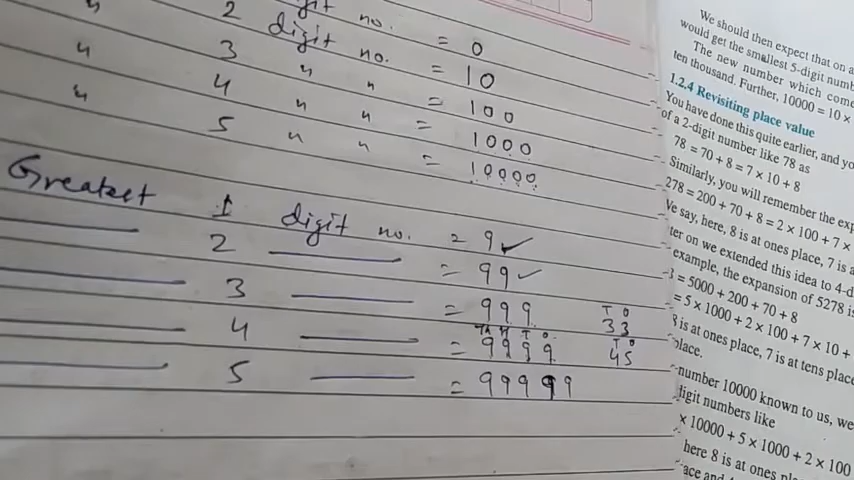 = 0
2 digit no. = 10
3 " " = 100
4 " " = 1000
5 " " = 10000
Greatest 1 digit no. = 9
2 = 99
3 = 999
T O
33
4 = 9999
Th H T O
T O
45
5 = 99999
We should then expect that on a
would get the smallest 5-digit numb
The new number which come
ten thousand. Further, 10000 = 10 ×
1.2.4 Revisiting place value
You have done this quite earlier, and yo
of a 2-digit number like 78 as
78 = 70 + 8 = 7 × 10 + 8
Similarly, you will remember the exp
278 = 200 + 70 + 8 = 2 × 100 + 7 ×
We say, here, 8 is at ones place, 7 is a
ter on we extended this idea to 4-d
example, the expansion of 5278 is
= 5000 + 200 + 70 + 8
= 5 × 1000 + 2 × 100 + 7 × 10 +
8 is at ones place, 7 is at tens place
place.
number 10000 known to us, we
digit numbers like
× 10000 + 5 × 1000 + 2 × 100
here 8 is at ones